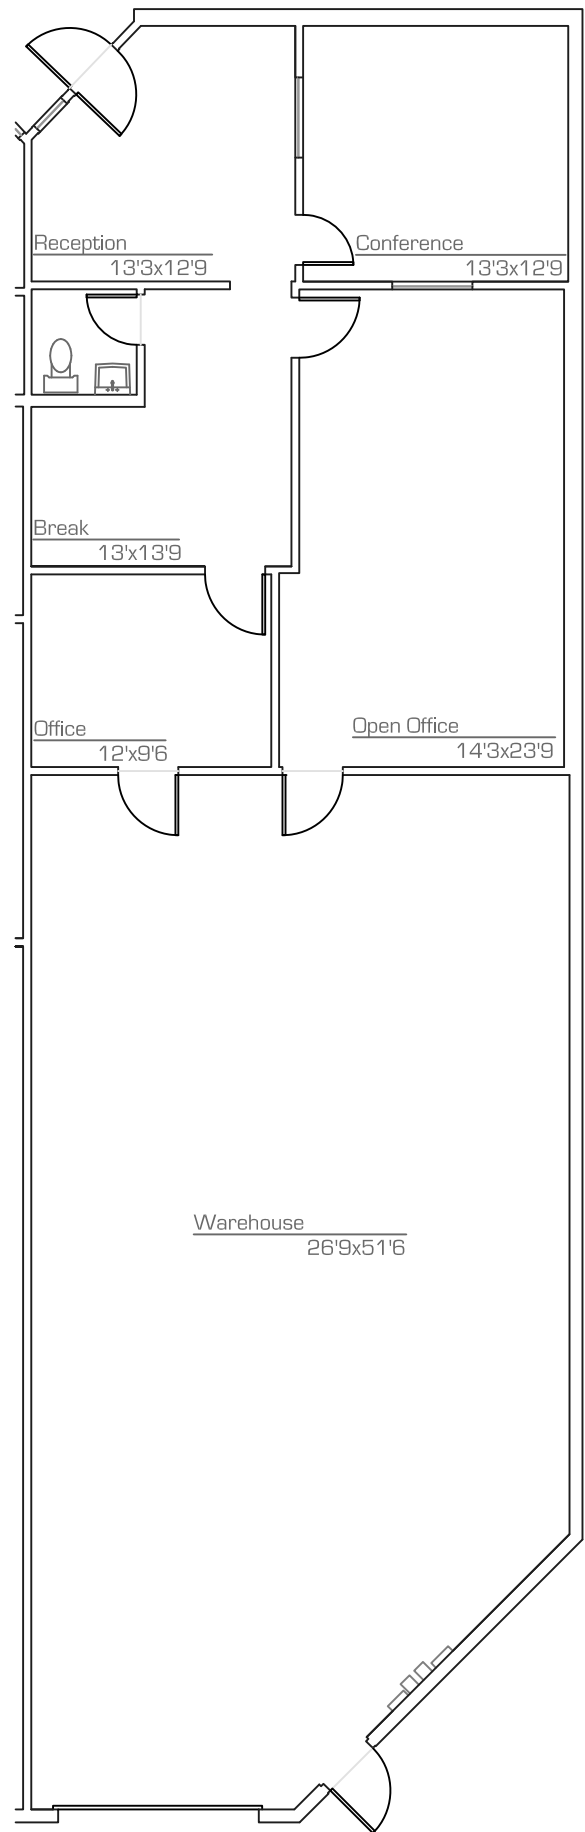 Reception
13'3x12'9
Conference
13'3x12'9
Break
13'x13'9
Office
12'x9'6
Open Office
14'3x23'9
Warehouse
26'9x51'6